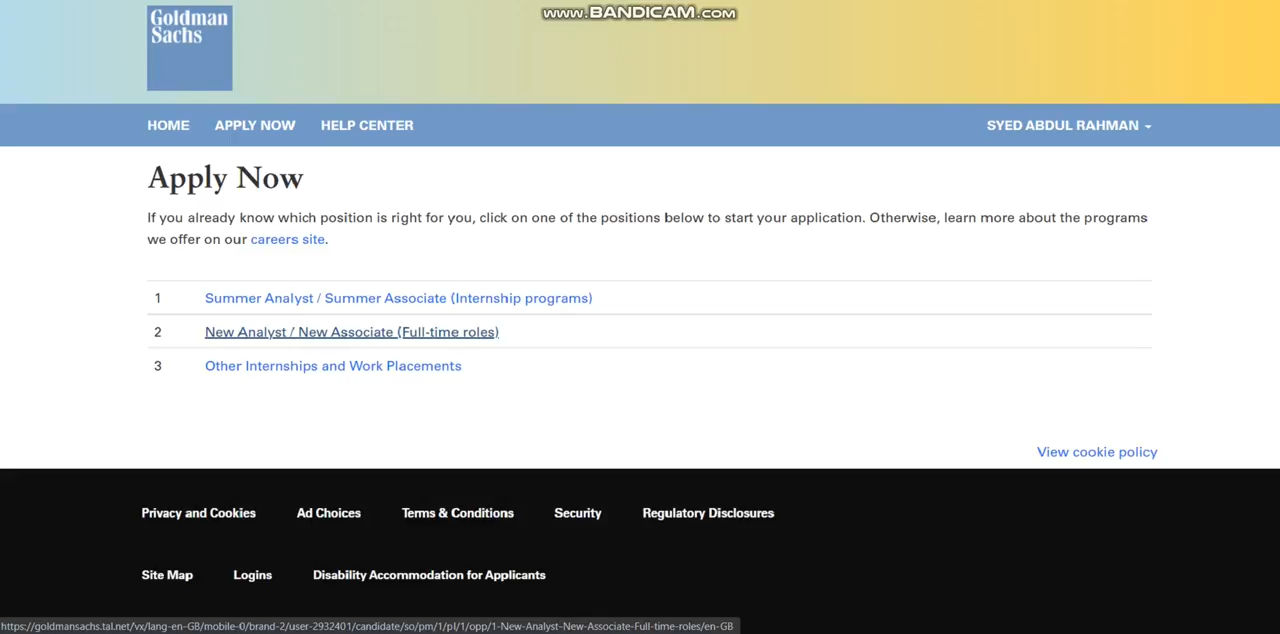 www.BANDICAM.com
Goldman
Sachs
HOME APPLY NOW HELP CENTER SYED ABDUL RAHMAN
Apply Now
If you already know which position is right for you, click on one of the positions below to start your application. Otherwise, learn more about the programs
we offer on our careers site.
1 Summer Analyst / Summer Associate (Internship programs)
2 New Analyst / New Associate (Full-time roles)
3 Other Internships and Work Placements
View cookie policy
Privacy and Cookies Ad Choices Terms & Conditions Security Regulatory Disclosures
Site Map Logins Disability Accommodation for Applicants
https://goldmansachs.tal.net/vx/lang-en-GB/mobile-0/brand-2/user-2932401/candidate/so/pm/1/pl/1/opp/1-New-Analyst-New-Associate-Full-time-roles/en-GB